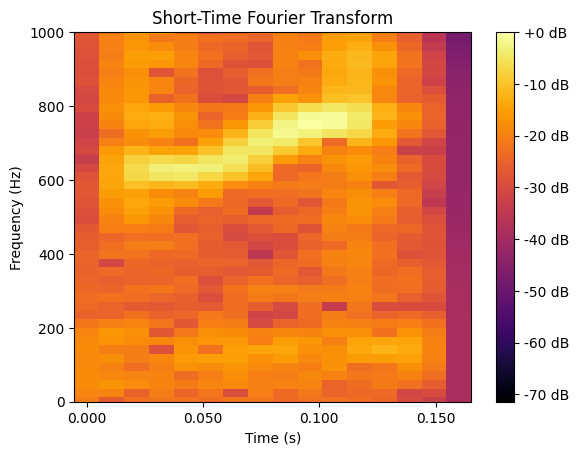 Short-Time Fourier Transform
1000
800
600
400
200
0
Frequency (Hz)
0.000
0.050
0.100
0.150
Time (s)
+0 dB
-10 dB
-20 dB
-30 dB
-40 dB
-50 dB
-60 dB
-70 dB